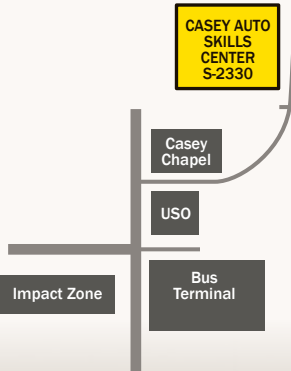 CASEY AUTO
SKILLS
CENTER
S-2330
Casey
Chapel
USO
Bus
Terminal
Impact Zone